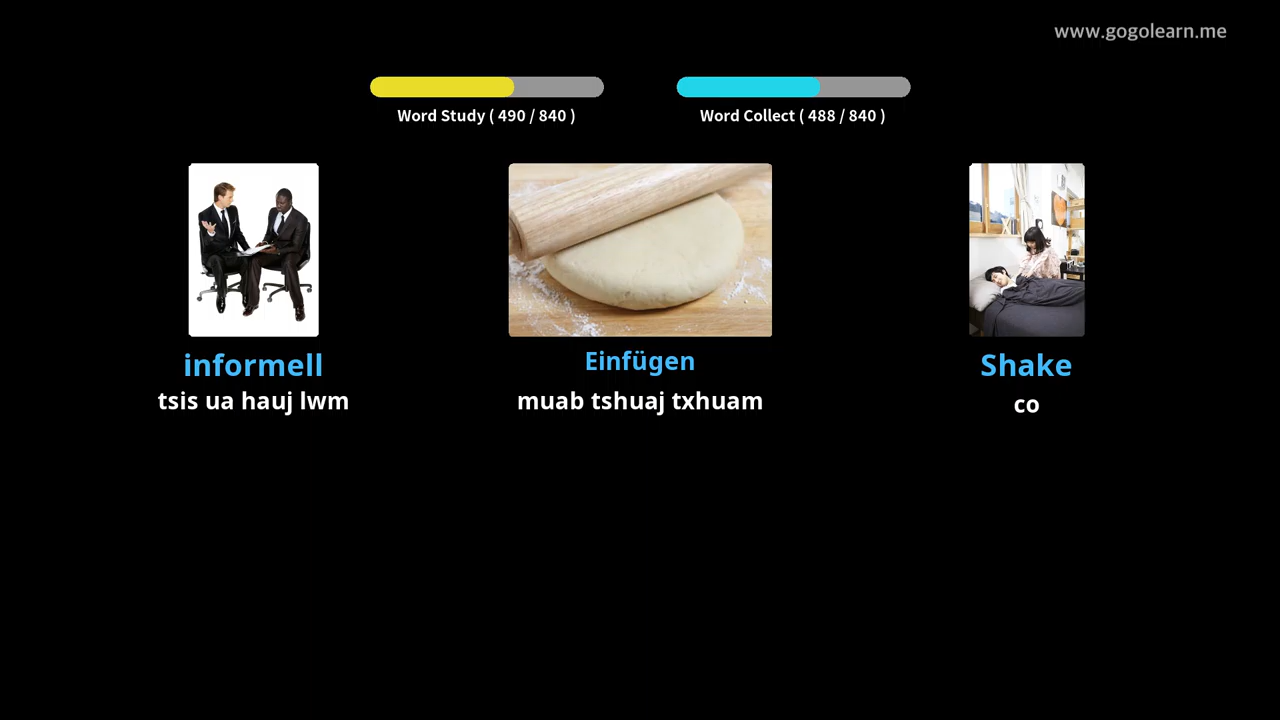 www.gogolearn.me
Word Study ( 490 / 840 )
Word Collect ( 488 / 840 )
informell
tsis ua hauj lwm
Einfügen
muab tshuaj txhuam
Shake
co